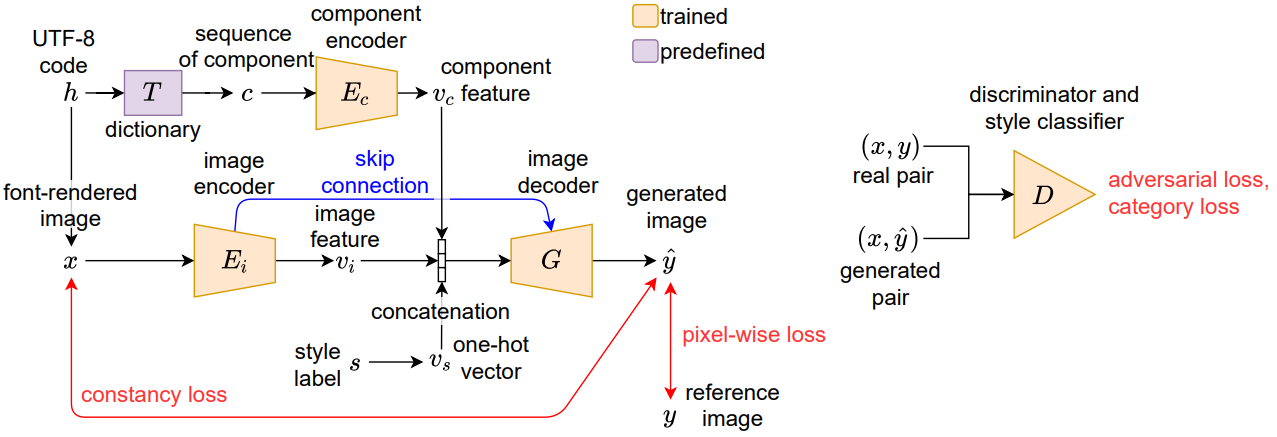 trained
predefined
UTF-8
code
h
T
dictionary
sequence
of component
c
component
encoder
E_c
component
v_c feature
font-rendered
image
x
image
encoder
E_i
skip
connection
image
feature
v_i
image
decoder
G
generated
image
ŷ
concatenation
style
label
s
v_s
one-hot
vector
constancy loss
pixel-wise loss
reference
image
y
discriminator and
style classifier
(x, y)
real pair
D
(x, ŷ)
generated
pair
adversarial loss,
category loss